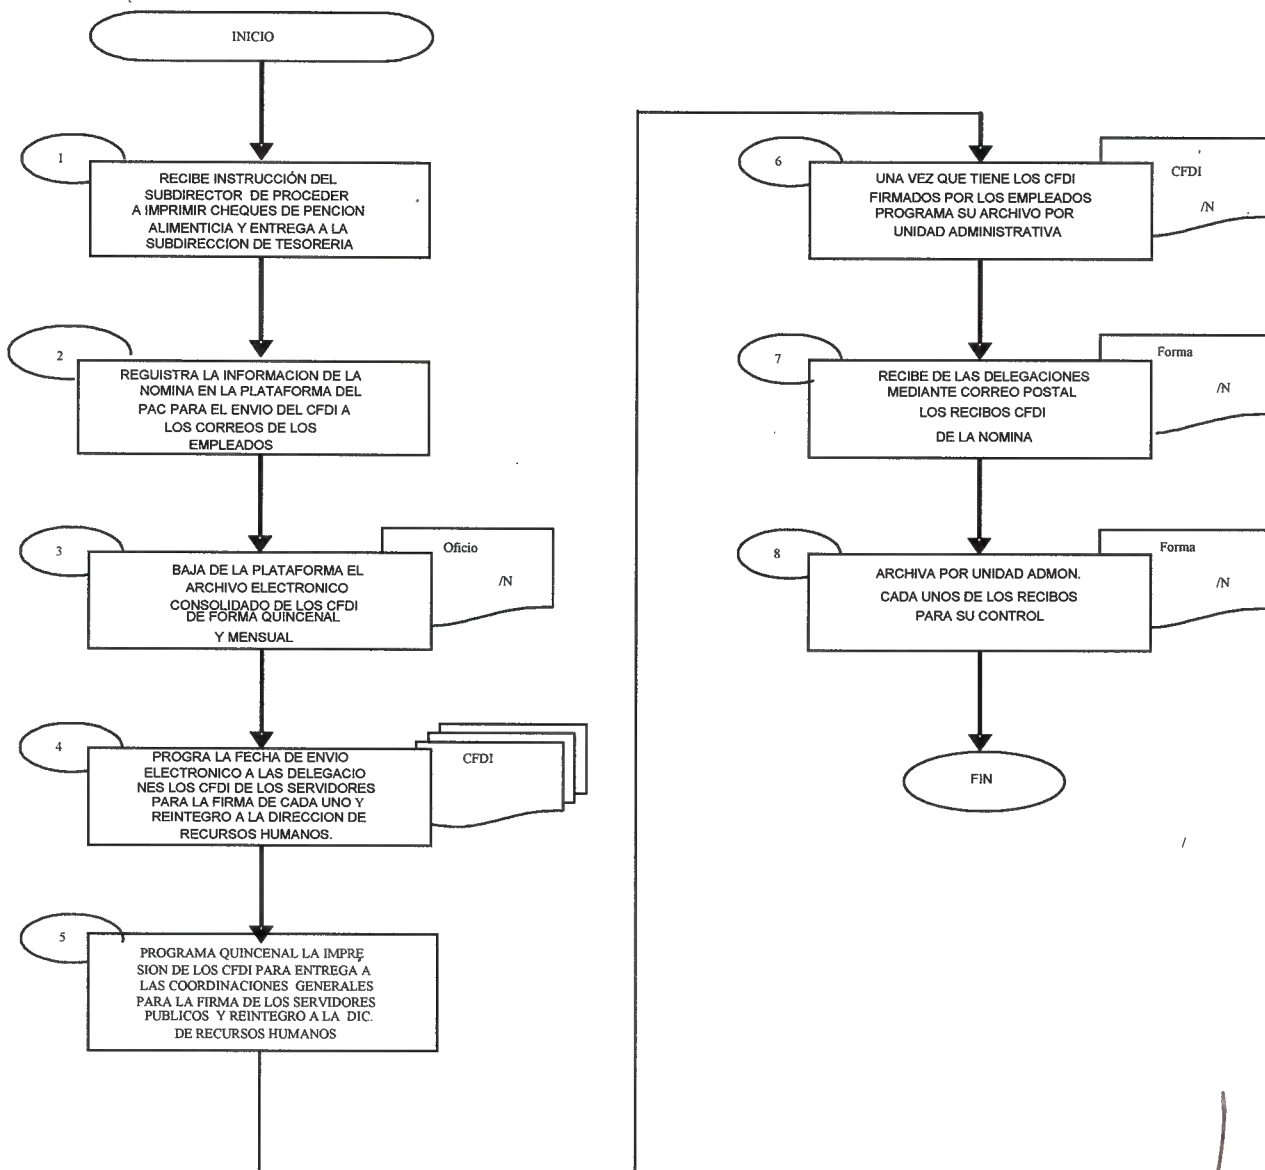 INICIO
1
RECIBE INSTRUCCIÓN DEL
SUBDIRECTOR DE PROCEDER
A IMPRIMIR CHEQUES DE PENCION
ALIMENTICIA Y ENTREGA A LA
SUBDIRECCION DE TESORERIA
2
REGUISTRA LA INFORMACION DE LA
NOMINA EN LA PLATAFORMA DEL
PAC PARA EL ENVIO DEL CFDI A
LOS CORREOS DE LOS
EMPLEADOS
3
Oficio
/N
BAJA DE LA PLATAFORMA EL
ARCHIVO ELECTRONICO
CONSOLIDADO DE LOS CFDI
DE FORMA QUINCENAL
Y MENSUAL
4
CFDI
PROGRA LA FECHA DE ENVIO
ELECTRONICO A LAS DELEGACIO
NES LOS CFDI DE LOS SERVIDORES
PARA LA FIRMA DE CADA UNO Y
REINTEGRO A LA DIRECCION DE
RECURSOS HUMANOS.
5
PROGRAMA QUINCENAL LA IMPRE
SION DE LOS CFDI PARA ENTREGA A
LAS COORDINACIONES GENERALES
PARA LA FIRMA DE LOS SERVIDORES
PUBLICOS Y REINTEGRO A LA DIC.
DE RECURSOS HUMANOS
6
CFDI
/N
UNA VEZ QUE TIENE LOS CFDI
FIRMADOS POR LOS EMPLEADOS
PROGRAMA SU ARCHIVO POR
UNIDAD ADMINISTRATIVA
7
Forma
/N
RECIBE DE LAS DELEGACIONES
MEDIANTE CORREO POSTAL
LOS RECIBOS CFDI
DE LA NOMINA
8
Forma
/N
ARCHIVA POR UNIDAD ADMON.
CADA UNOS DE LOS RECIBOS
PARA SU CONTROL
FIN